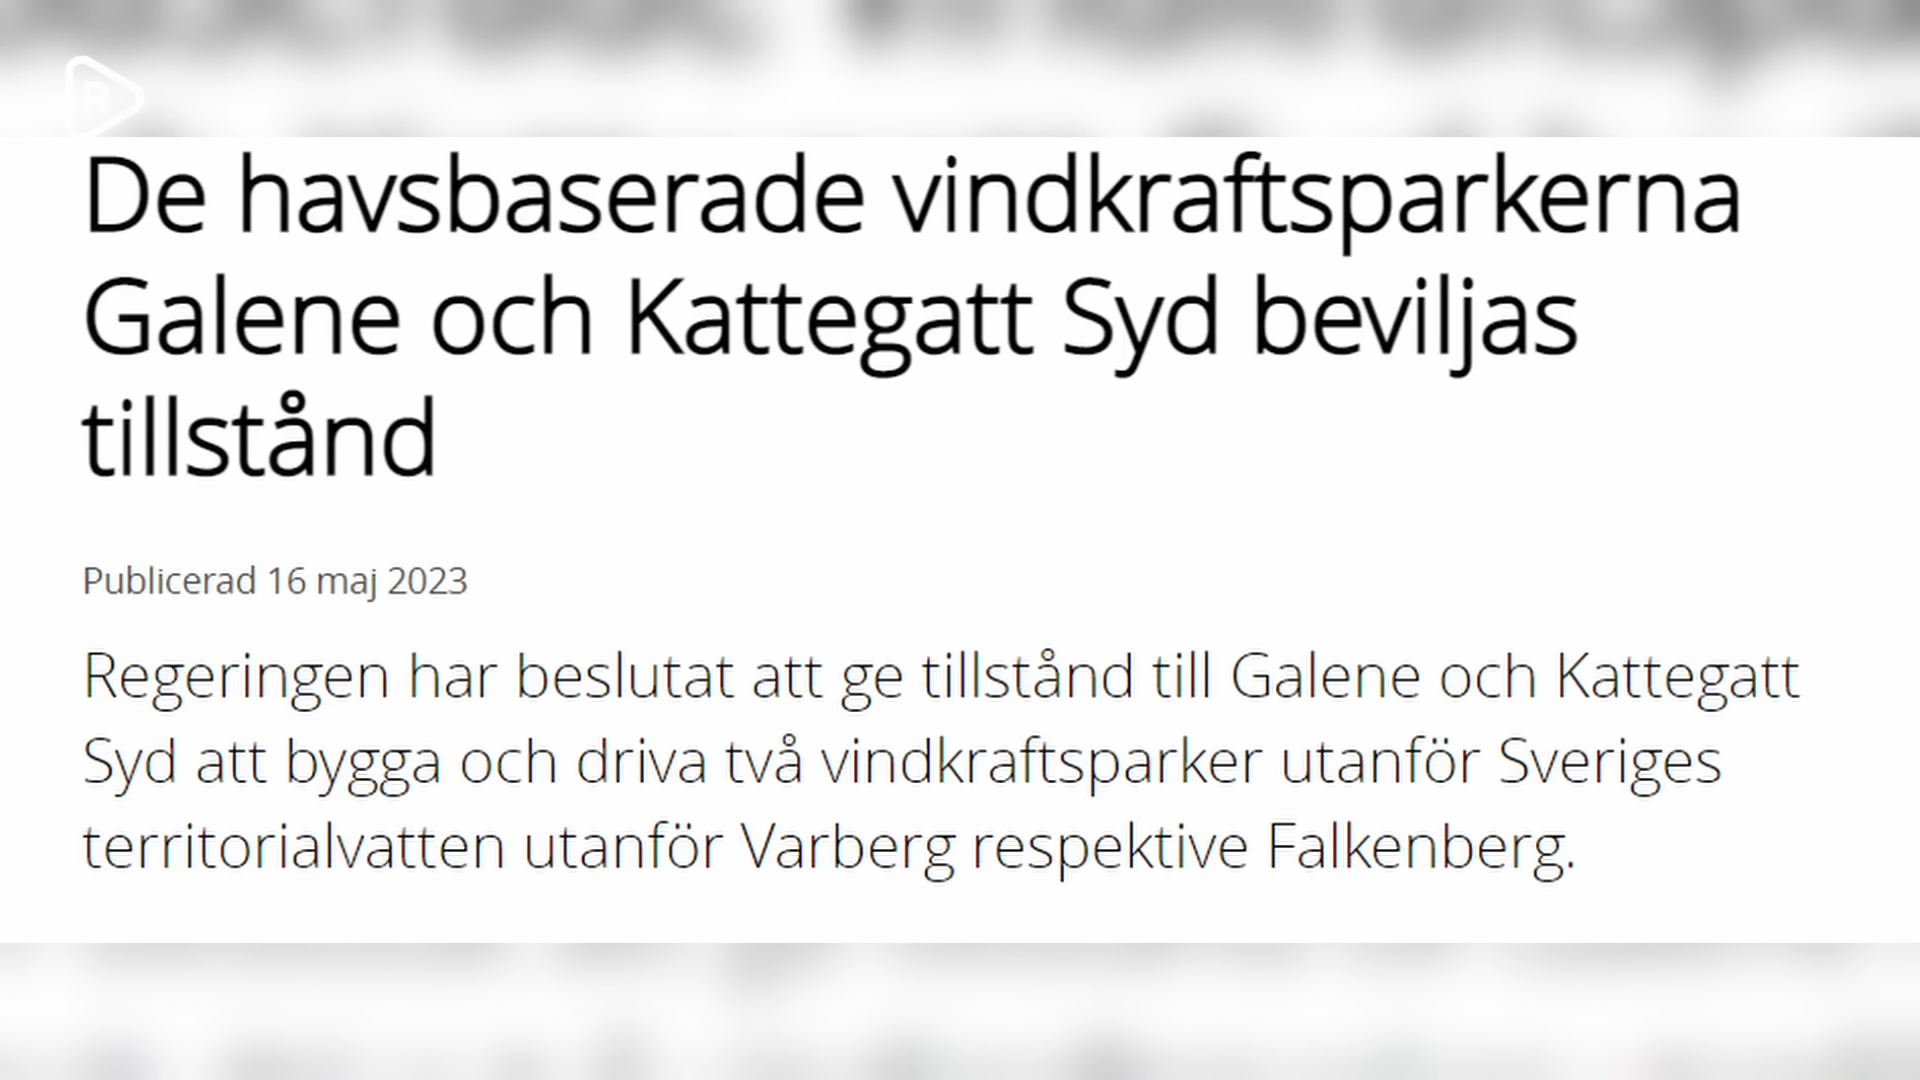 R
De havsbaserade vindkraftsparkerna
Galene och Kattegatt Syd beviljas
tillstånd
Publicerad 16 maj 2023
Regeringen har beslutat att ge tillstånd till Galene och Kattegatt
Syd att bygga och driva två vindkraftsparker utanför Sveriges
territorialvatten utanför Varberg respektive Falkenberg.